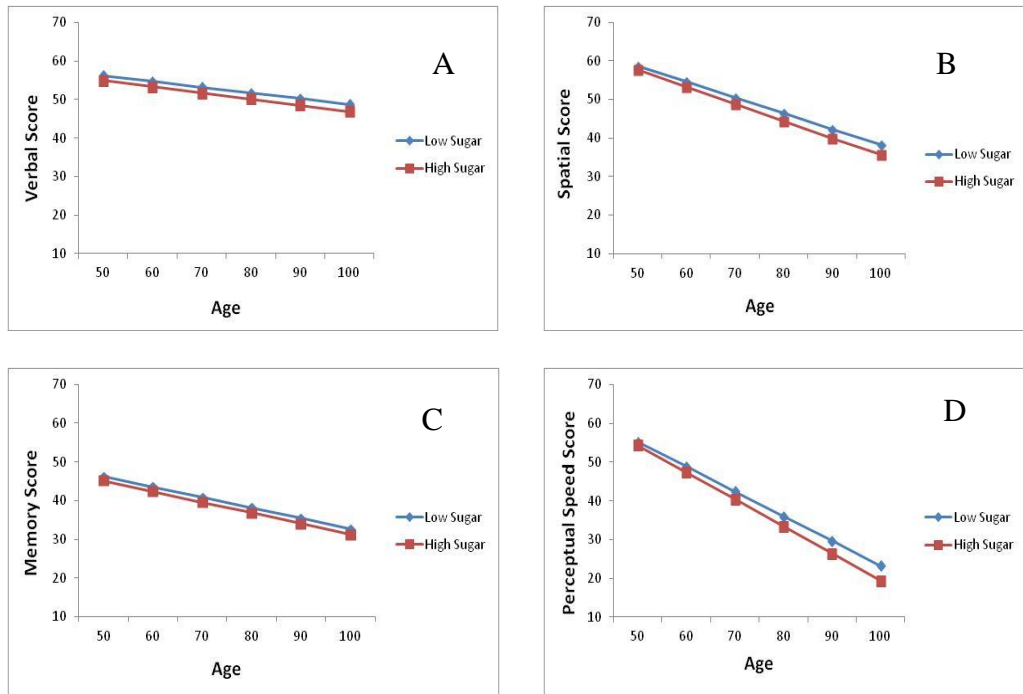 70
60
50
40
30
20
10
Verbal Score
A
Low Sugar
High Sugar
50 60 70 80 90 100
Age
70
60
50
40
30
20
10
Spatial Score
B
Low Sugar
High Sugar
50 60 70 80 90 100
Age
70
60
50
40
30
20
10
Memory Score
C
Low Sugar
High Sugar
50 60 70 80 90 100
Age
70
60
50
40
30
20
10
Perceptual Speed Score
D
Low Sugar
High Sugar
50 60 70 80 90 100
Age